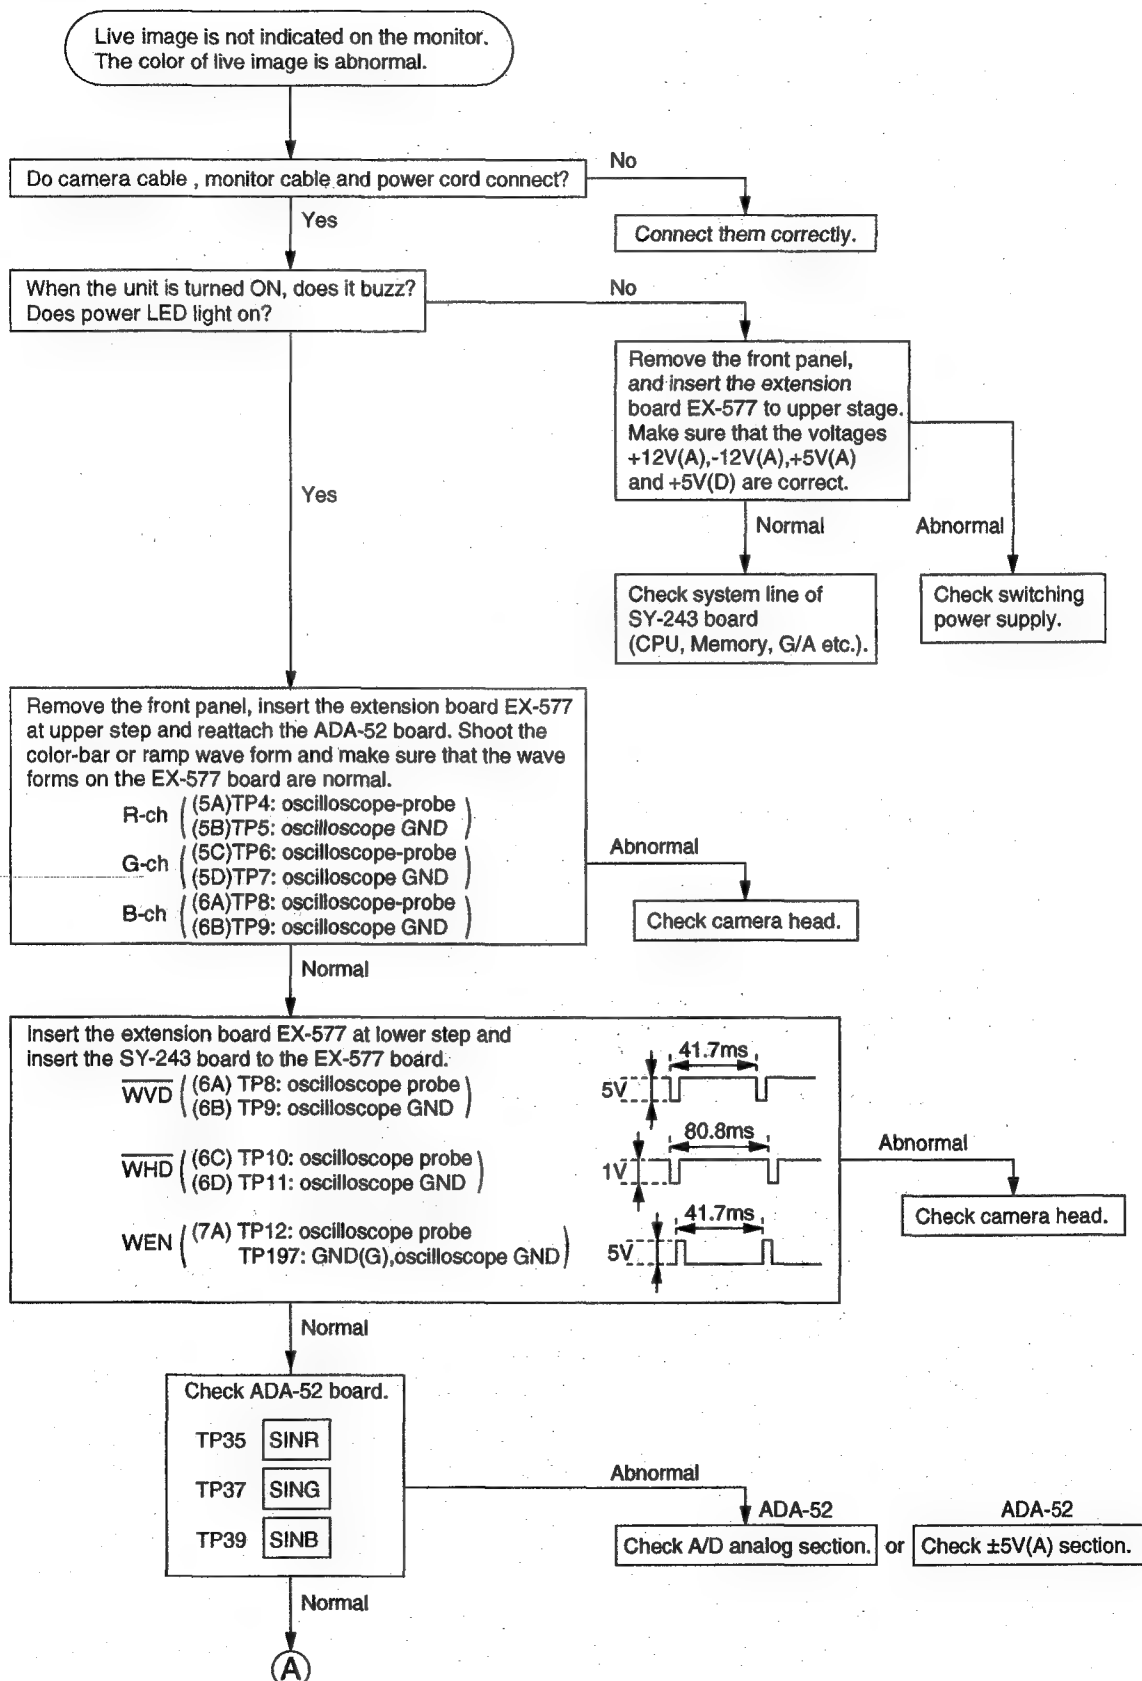 Live image is not indicated on the monitor.
The color of live image is abnormal.
Do camera cable , monitor cable and power cord connect?
No
Connect them correctly.
Yes
When the unit is turned ON, does it buzz?
Does power LED light on?
No
Remove the front panel,
and insert the extension
board EX-577 to upper stage.
Make sure that the voltages
+12V(A),-12V(A),+5V(A)
and +5V(D) are correct.
Yes
Normal
Abnormal
Check system line of
SY-243 board
(CPU, Memory, G/A etc.).
Check switching
power supply.
Remove the front panel, insert the extension board EX-577
at upper step and reattach the ADA-52 board. Shoot the
color-bar or ramp wave form and make sure that the wave
forms on the EX-577 board are normal.
R-ch
(5A)TP4: oscilloscope-probe
(5B)TP5: oscilloscope GND
G-ch
(5C)TP6: oscilloscope-probe
(5D)TP7: oscilloscope GND
B-ch
(6A)TP8: oscilloscope-probe
(6B)TP9: oscilloscope GND
Abnormal
Check camera head.
Normal
Insert the extension board EX-577 at lower step and
insert the SY-243 board to the EX-577 board.
WVD
(6A) TP8: oscilloscope probe
(6B) TP9: oscilloscope GND
41.7ms
5V
WHD
(6C) TP10: oscilloscope probe
(6D) TP11: oscilloscope GND
80.8ms
1V
WEN
(7A) TP12: oscilloscope probe
TP197: GND(G),oscilloscope GND
41.7ms
5V
Abnormal
Check camera head.
Normal
Check ADA-52 board.
TP35 SINR
TP37 SING
TP39 SINB
Abnormal
ADA-52
Check A/D analog section.
or
ADA-52
Check ±5V(A) section.
Normal
A